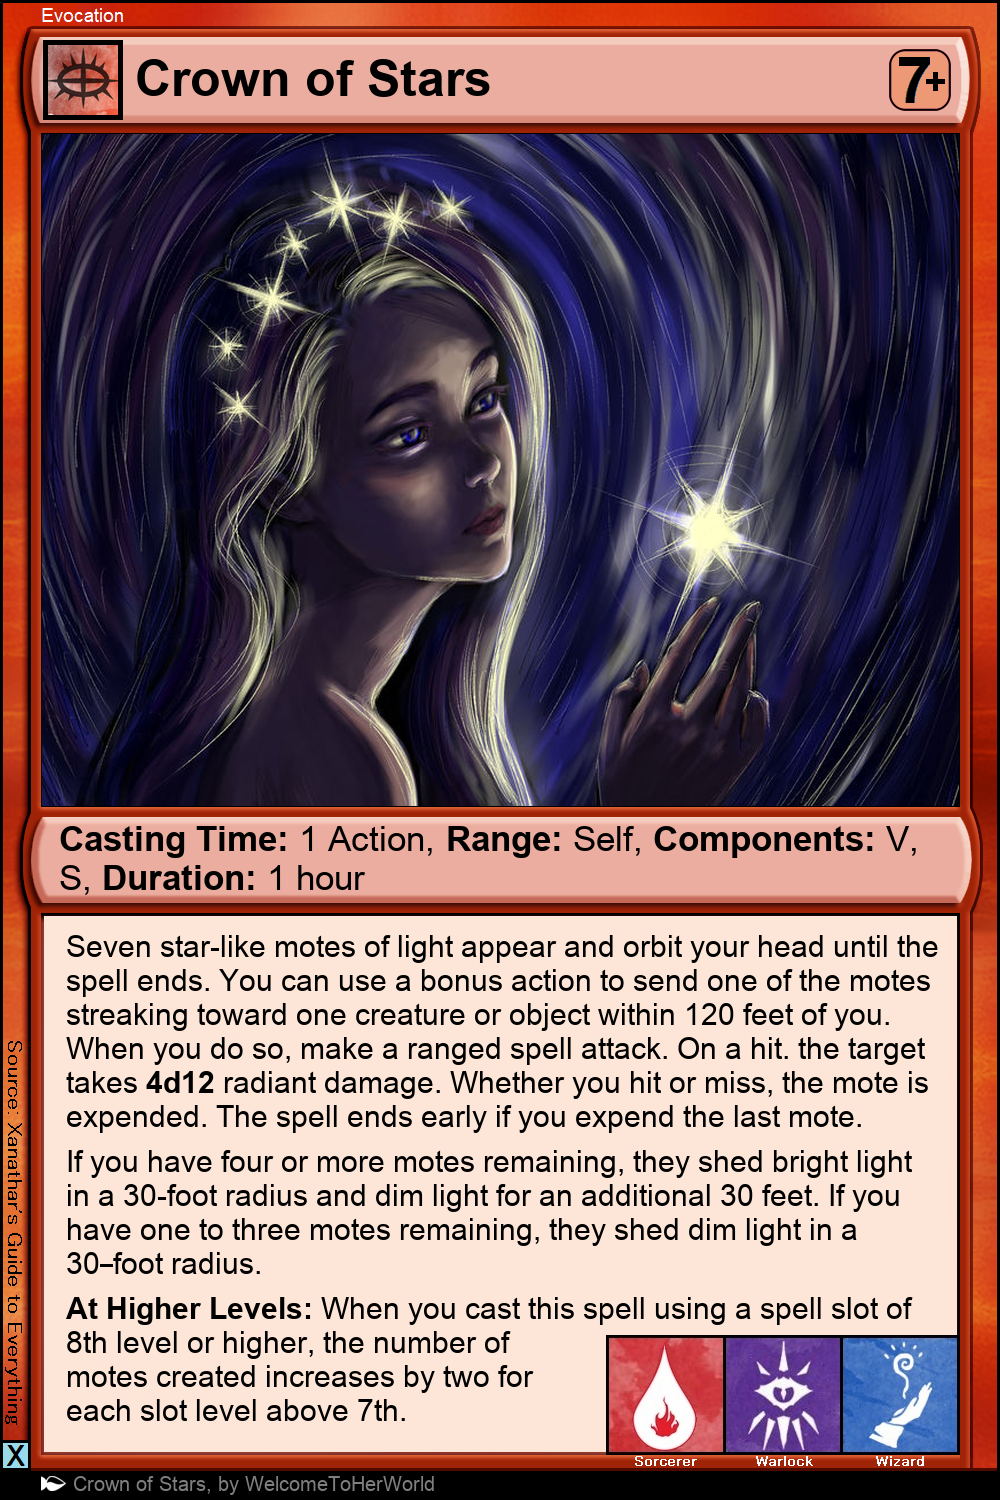 Evocation
Crown of Stars
7+
Casting Time: 1 Action, Range: Self, Components: V,
S, Duration: 1 hour
Seven star-like motes of light appear and orbit your head until the
spell ends. You can use a bonus action to send one of the motes
streaking toward one creature or object within 120 feet of you.
When you do so, make a ranged spell attack. On a hit. the target
takes 4d12 radiant damage. Whether you hit or miss, the mote is
expended. The spell ends early if you expend the last mote.
If you have four or more motes remaining, they shed bright light
in a 30-foot radius and dim light for an additional 30 feet. If you
have one to three motes remaining, they shed dim light in a
30–foot radius.
At Higher Levels: When you cast this spell using a spell slot of
8th level or higher, the number of
motes created increases by two for
each slot level above 7th.
Sorcerer
Warlock
Wizard
Source: Xanathar's Guide to Everything
X
Crown of Stars, by WelcomeToHerWorld